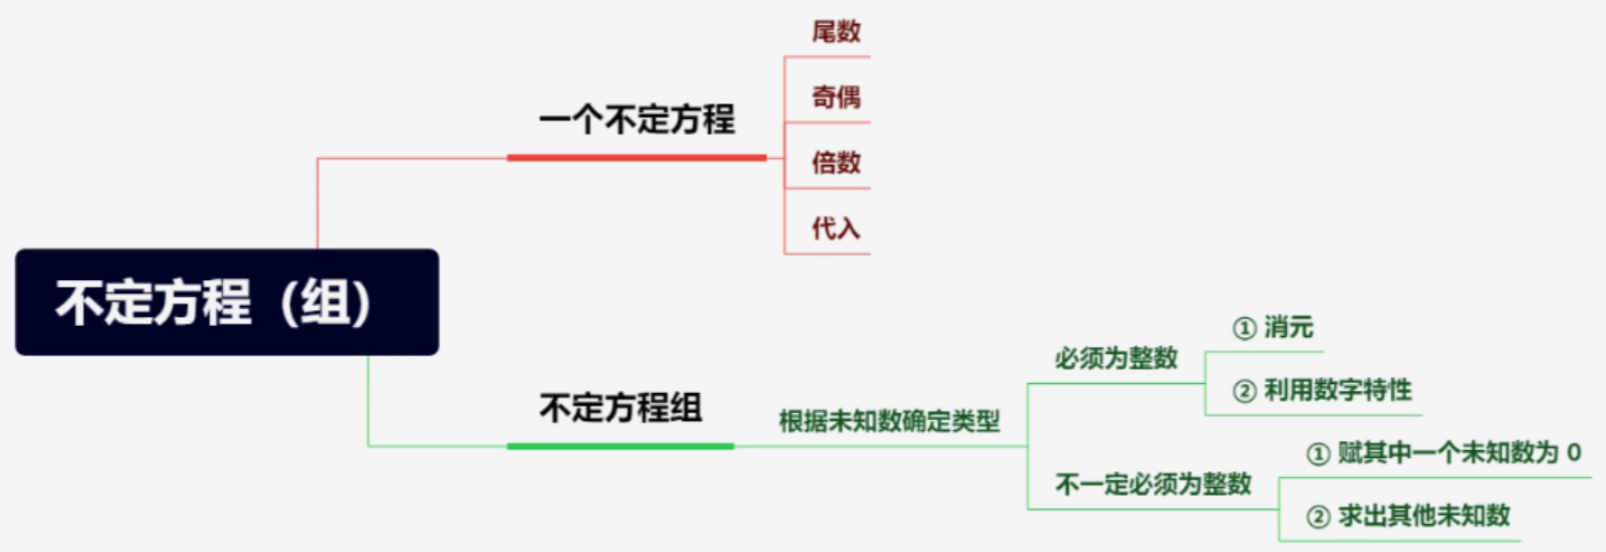 不定方程（组）
一个不定方程
尾数
奇偶
倍数
代入
不定方程组
根据未知数确定类型
必须为整数
① 消元
② 利用数字特性
不一定必须为整数
① 赋其中一个未知数为 0
② 求出其他未知数